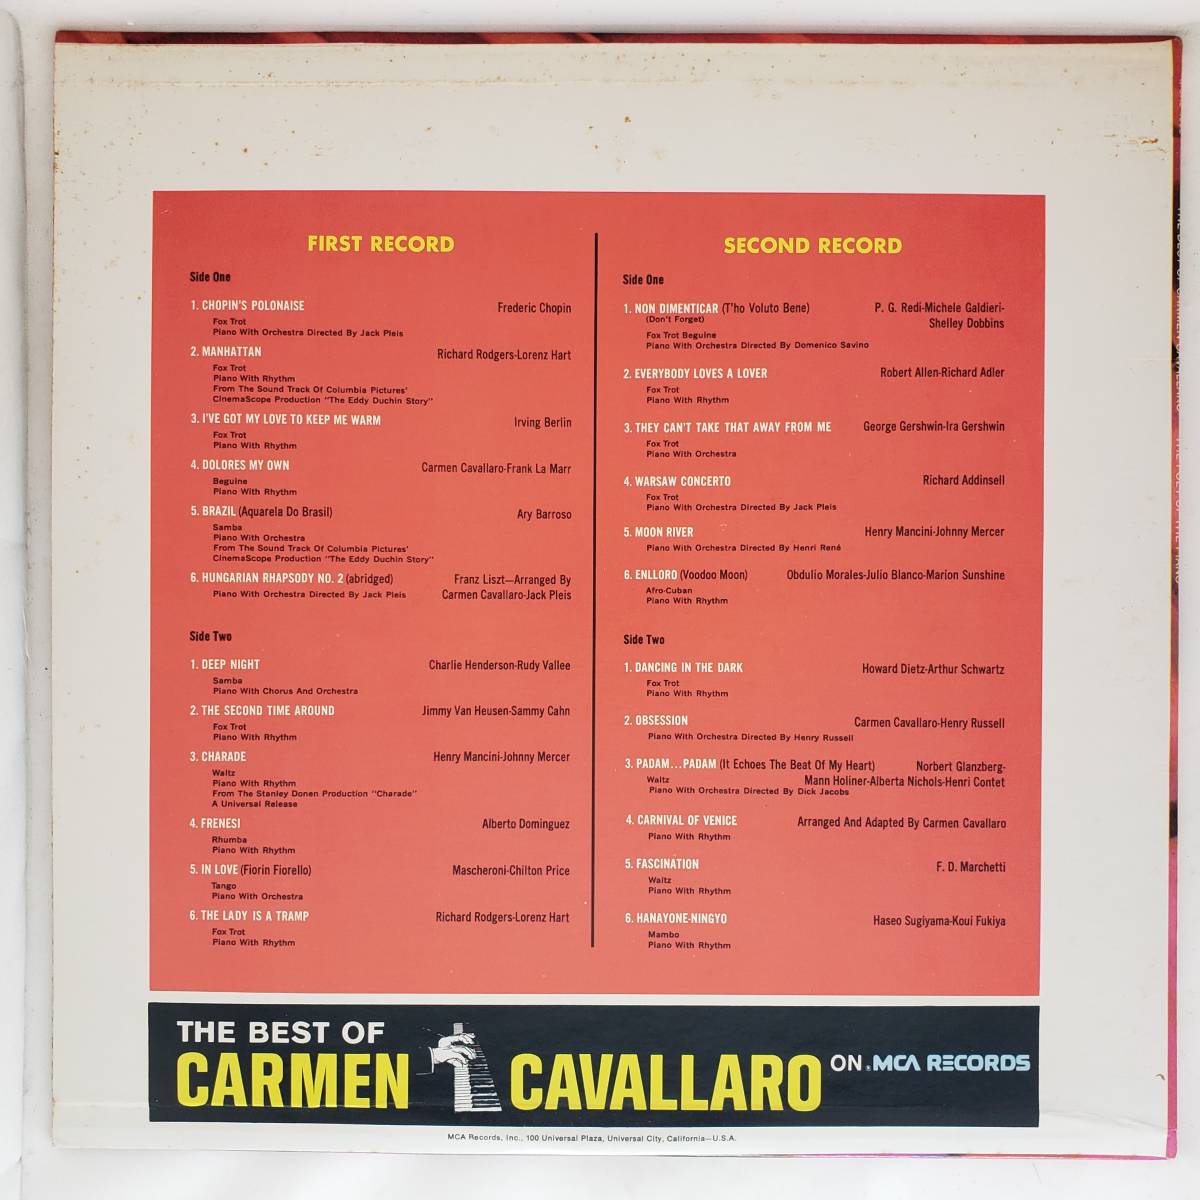 FIRST RECORD
Side One
1. CHOPIN'S POLONAISE Frederic Chopin
Fox Trot
Piano With Orchestra Directed By Jack Pleis
2. MANHATTAN Richard Rodgers-Lorenz Hart
Fox Trot
Piano With Rhythm
From The Sound Track Of Columbia Pictures'
CinemaScope Production "The Eddy Duchin Story"
3. I'VE GOT MY LOVE TO KEEP ME WARM Irving Berlin
Fox Trot
Piano With Rhythm
4. DOLORES MY OWN Carmen Cavallaro-Frank La Marr
Beguine
Piano With Rhythm
5. BRAZIL (Aquarela Do Brasil) Ary Barroso
Samba
Piano With Orchestra
From The Sound Track Of Columbia Pictures'
CinemaScope Production "The Eddy Duchin Story"
6. HUNGARIAN RHAPSODY NO. 2 (abridged) Franz Liszt—Arranged By
Piano With Orchestra Directed By Jack Pleis Carmen Cavallaro-Jack Pleis
Side Two
1. DEEP NIGHT Charlie Henderson-Rudy Vallee
Samba
Piano With Chorus And Orchestra
2. THE SECOND TIME AROUND Jimmy Van Heusen-Sammy Cahn
Fox Trot
Piano With Rhythm
3. CHARADE Henry Mancini-Johnny Mercer
Waltz
Piano With Rhythm
From The Stanley Donen Production "Charade"
A Universal Release
4. FRENESI Alberto Dominguez
Rhumba
Piano With Rhythm
5. IN LOVE (Fiorin Fiorello) Mascheroni-Chilton Price
Tango
Piano With Orchestra
6. THE LADY IS A TRAMP Richard Rodgers-Lorenz Hart
Fox Trot
Piano With Rhythm
SECOND RECORD
Side One
1. NON DIMENTICAR (T'ho Voluto Bene) P. G. Redi-Michele Galdieri-
(Don't Forget) Shelley Dobbins
Fox Trot Beguine
Piano With Orchestra Directed By Domenico Savino
2. EVERYBODY LOVES A LOVER Robert Allen-Richard Adler
Fox Trot
Piano With Rhythm
3. THEY CAN'T TAKE THAT AWAY FROM ME George Gershwin-Ira Gershwin
Fox Trot
Piano With Orchestra
4. WARSAW CONCERTO Richard Addinsell
Fox Trot
Piano With Orchestra Directed By Jack Pleis
5. MOON RIVER Henry Mancini-Johnny Mercer
Piano With Orchestra Directed By Henri René
6. ENLLORO (Voodoo Moon) Obdulio Morales-Julio Blanco-Marion Sunshine
Afro-Cuban
Piano With Rhythm
Side Two
1. DANCING IN THE DARK Howard Dietz-Arthur Schwartz
Fox Trot
Piano With Rhythm
2. OBSESSION Carmen Cavallaro-Henry Russell
Piano With Orchestra Directed By Henry Russell
3. PADAM...PADAM (It Echoes The Beat Of My Heart) Norbert Glanzberg-
Waltz Mann Holiner-Alberta Nichols-Henri Contet
Piano With Orchestra Directed By Dick Jacobs
4. CARNIVAL OF VENICE Arranged And Adapted By Carmen Cavallaro
Piano With Rhythm
5. FASCINATION F. D. Marchetti
Waltz
Piano With Rhythm
6. HANAYONE-NINGYO Haseo Sugiyama-Koui Fukiya
Mambo
Piano With Rhythm
THE BEST OF
CARMEN CAVALLARO ON MCA RECORDS
MCA Records, Inc., 100 Universal Plaza, Universal City, California—U.S.A.